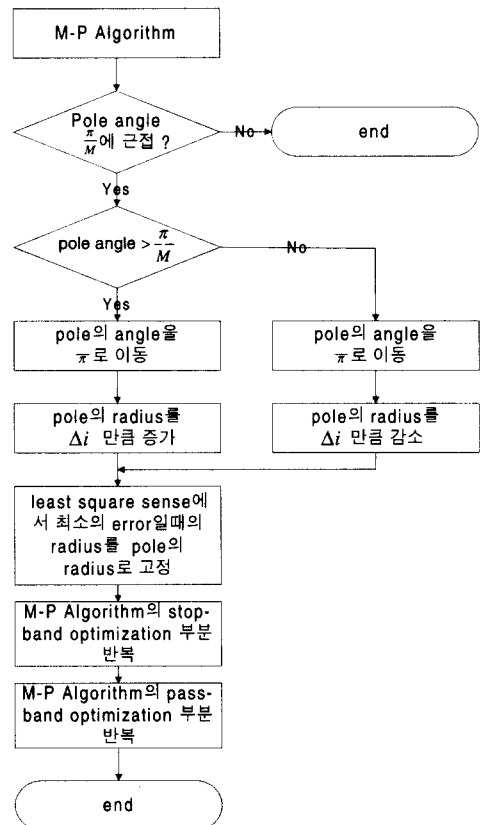 M-P Algorithm
Pole angle
π/M에 근접 ?
No
end
Yes
pole angle > π/M
No
Yes
pole의 angle울
π로 이동
pole의 angle을
π로 이동
pole의 radius를
Δi 만큼 증가
pole의 radius를
Δi 만큼 감소
least square sense에
서 최소의 error일때의
radius를 pole의
radius로 고정
M-P Algorithm의 stop-
band optimization 부분
반복
M-P Algorithm의 pass-
band optimization 부분
반복
end